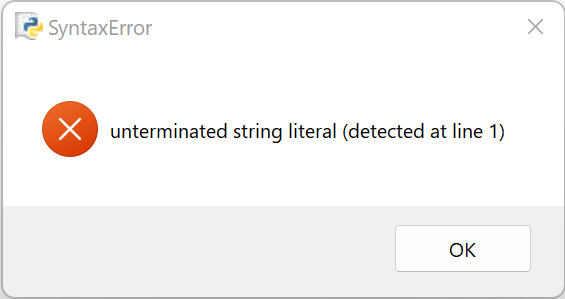 SyntaxError
unterminated string literal (detected at line 1)
OK